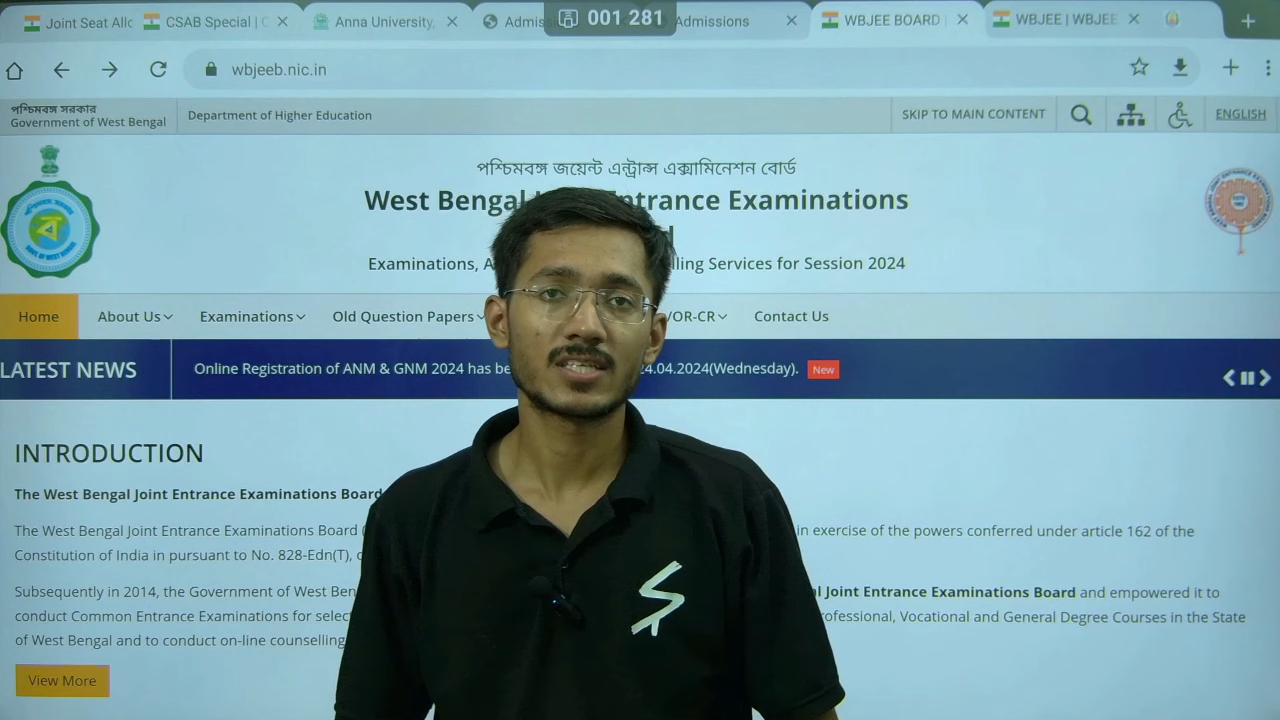 Joint Seat Allc
CSAB Special | C
Anna University,
Admiss
Admissions
WBJEE BOARD
WBJEE | WBJEE
001 281
wbjeeb.nic.in
পশ্চিমবঙ্গ সরকার
Government of West Bengal
Department of Higher Education
SKIP TO MAIN CONTENT
ENGLISH
পশ্চিমবঙ্গ জয়েন্ট এন্ট্রান্স এক্সামিনেশন বোর্ড
West Bengal J Entrance Examinations
d
Examinations, A lling Services for Session 2024
Home
About Us
Examinations
Old Question Papers
/OR-CR
Contact Us
LATEST NEWS
Online Registration of ANM & GNM 2024 has be 24.04.2024(Wednesday). New
INTRODUCTION
The West Bengal Joint Entrance Examinations Board
The West Bengal Joint Entrance Examinations Board ( in exercise of the powers conferred under article 162 of the
Constitution of India in pursuant to No. 828-Edn(T), d
Subsequently in 2014, the Government of West Ben l Joint Entrance Examinations Board and empowered it to
conduct Common Entrance Examinations for selec rofessional, Vocational and General Degree Courses in the State
of West Bengal and to conduct on-line counselling
View More